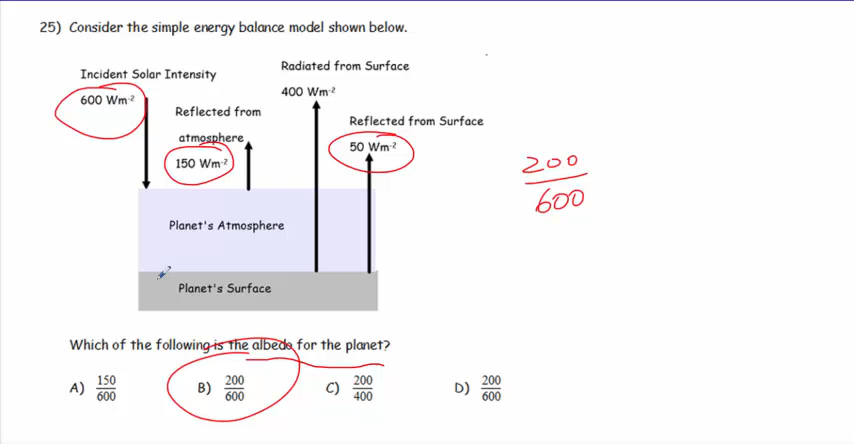 25) Consider the simple energy balance model shown below.
Radiated from Surface
Incident Solar Intensity
600 Wm-2
400 Wm-2
Reflected from
atmosphere
150 Wm-2
Reflected from Surface
50 Wm-2
200
600
Planet's Atmosphere
Planet's Surface
Which of the following is the albedo for the planet?
A) 150/600 B) 200/600 C) 200/400 D) 200/600